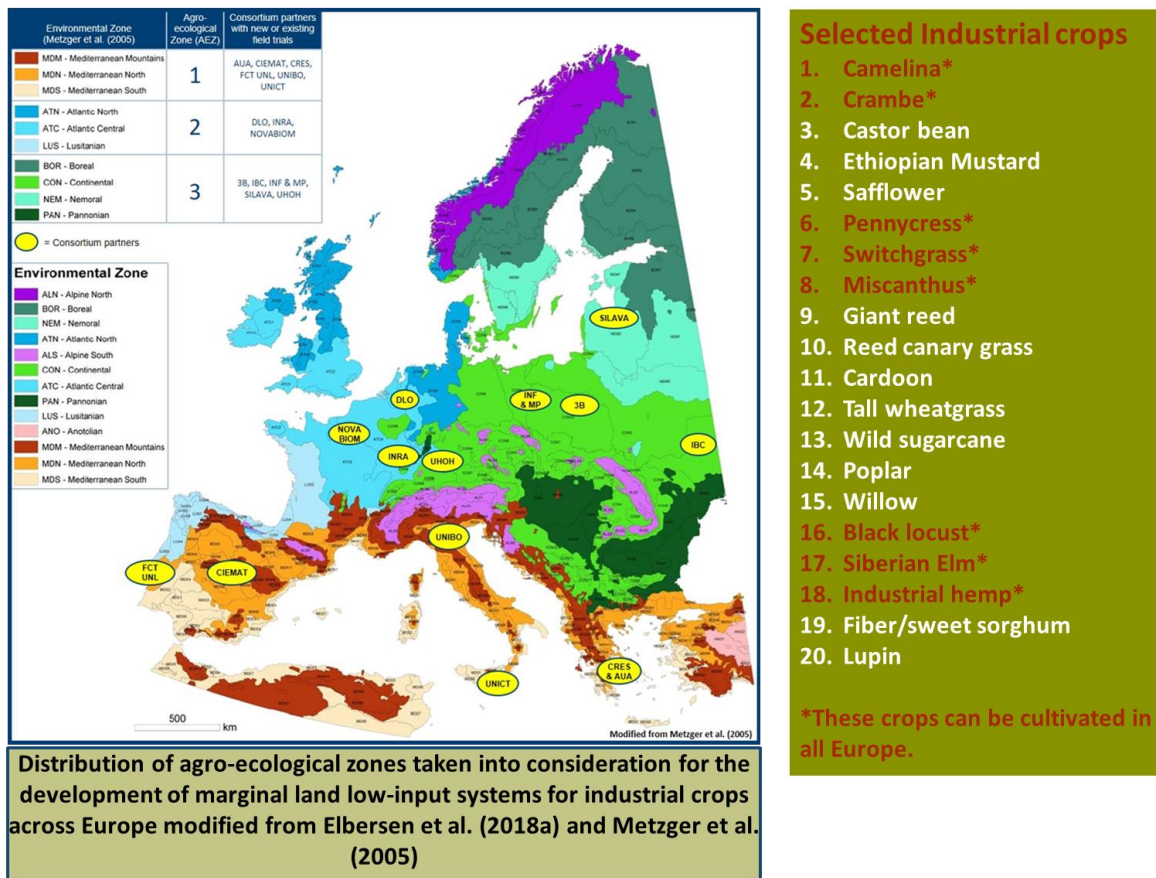 Environmental Zone
(Metzger et al. (2005)
Agro-
ecological
Zone (AEZ)
Consortium partners
with new or existing
field trials
MDM - Mediterranean Mountains
MDN - Mediterranean North
MDS - Mediterranean South
1
AUA, CIEMAT, CRES,
FCT UNL, UNIBO,
UNICT
ATN - Atlantic North
ATC - Atlantic Central
LUS - Lusitanian
2
DLO, INRA,
NOVABIOM
BOR - Boreal
CON - Continental
NEM - Nemoral
PAN - Pannonian
3
3B, IBC, INF & MP,
SILAVA, UHOH
= Consortium partners
Environmental Zone
ALN - Alpine North
BOR - Boreal
NEM - Nemoral
ATN - Atlantic North
ALS - Alpine South
CON - Continental
ATC - Atlantic Central
PAN - Pannonian
LUS - Lusitanian
ANO - Anotolian
MDM - Mediterranean Mountains
MDN - Mediterranean North
MDS - Mediterranean South
SILAVA
DLO
INF
& MP
3B
NOVA
BIOM
INRA
UHOH
IBC
UNIBO
FCT
UNL
CIEMAT
UNICT
CRES
& AUA
500
km
Modified from Metzger et al. (2005)
Distribution of agro-ecological zones taken into consideration for the
development of marginal land low-input systems for industrial crops
across Europe modified from Elbersen et al. (2018a) and Metzger et al.
(2005)
Selected Industrial crops
1. Camelina*
2. Crambe*
3. Castor bean
4. Ethiopian Mustard
5. Safflower
6. Pennycress*
7. Switchgrass*
8. Miscanthus*
9. Giant reed
10. Reed canary grass
11. Cardoon
12. Tall wheatgrass
13. Wild sugarcane
14. Poplar
15. Willow
16. Black locust*
17. Siberian Elm*
18. Industrial hemp*
19. Fiber/sweet sorghum
20. Lupin
*These crops can be cultivated in
all Europe.